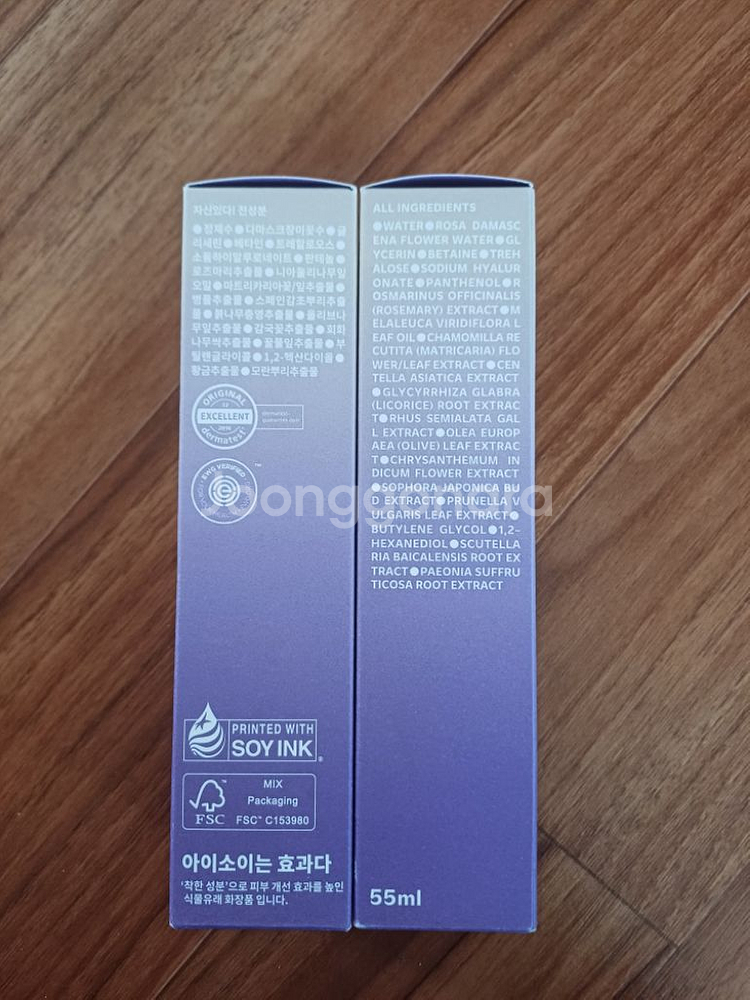 자신있다! 전성분
●정제수●다마스크장미꽃수●글
리세린●베타인●트레할로오스●
소듐하이알루로네이트●판테놀●
로즈마리추출물●니아울리나무잎
오일●마트리카리아꽃/잎추출물●
병풀추출물●스페인감초뿌리추출
물●붉나무충영추출물●올리브나
무잎추출물●감국꽃추출물●회화
나무싹추출물●꿀풀잎추출물●부
틸렌글라이콜●1,2-헥산다이올●
황금추출물●모란뿌리추출물
ORIGINAL
EXCELLENT
dermatest
EWG VERIFIED
™
PRINTED WITH
SOY INK
®
MIX
Packaging
FSC™ C153980
FSC
아이소이는 효과다
'착한 성분'으로 피부 개선 효과를 높인
식물유래 화장품 입니다.
ALL INGREDIENTS
●WATER●ROSA DAMASC
ENA FLOWER WATER●GL
YCERIN●BETAINE●TREH
ALOSE●SODIUM HYALUR
ONATE●PANTHENOL●R
OSMARINUS OFFICINALIS
(ROSEMARY) EXTRACT●M
ELALEUCA VIRIDIFLORA L
EAF OIL●CHAMOMILLA RE
CUTITA (MATRICARIA) FLO
WER/LEAF EXTRACT●CEN
TELLA ASIATICA EXTRACT
●GLYCYRRHIZA GLABRA
(LICORICE) ROOT EXTRAC
T●RHUS SEMIALATA GAL
L EXTRACT●OLEA EUROP
AEA (OLIVE) LEAF EXTRAC
T●CHRYSANTHEMUM IN
DICUM FLOWER EXTRACT
●SOPHORA JAPONICA BU
D EXTRACT●PRUNELLA V
ULGARIS LEAF EXTRACT●
BUTYLENE GLYCOL●1,2-
HEXANEDIOL●SCUTELLA
RIA BAICALENSIS ROOT EX
TRACT●PAEONIA SUFFRU
TICOSA ROOT EXTRACT
55ml
joonggonara